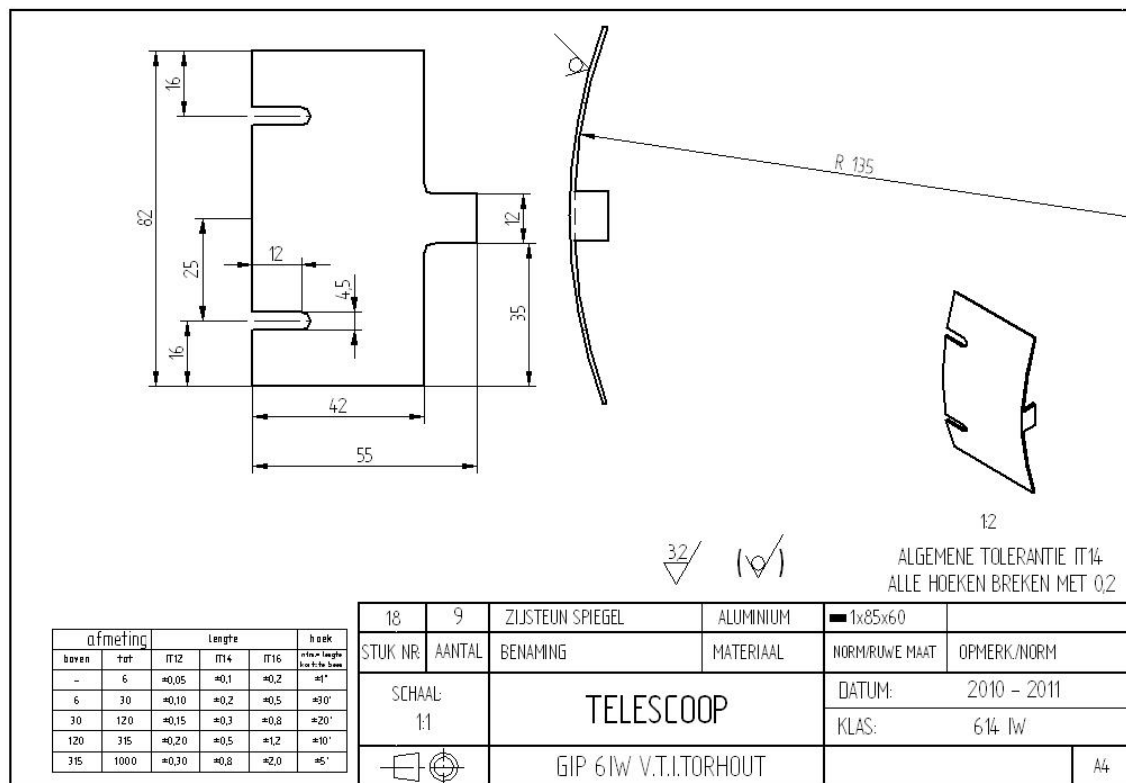 16
82
25
12
4,5
16
12
35
42
55
R 135
1:2
3,2
( )
ALGEMENE TOLERANTIE IT14
ALLE HOEKEN BREKEN MET 0,2
afmeting lengte hoek
boven tot IT12 IT14 IT16
- 6 ±0,05 ±0,1 ±0,2 ±1°
6 30 ±0,10 ±0,2 ±0,5 ±30'
30 120 ±0,15 ±0,3 ±0,8 ±20'
120 315 ±0,20 ±0,5 ±1,2 ±10'
315 1000 ±0,30 ±0,8 ±2,0 ±5'
18 9 ZIJSTEUN SPIEGEL ALUMINIUM 1x85x60
STUK NR. AANTAL BENAMING MATERIAAL NORM/RUWE MAAT OPMERK./NORM
SCHAAL:
1:1
TELESCOOP
DATUM: 2010 - 2011
KLAS: 614 IW
GIP 6IW V.T.I.TORHOUT
A4